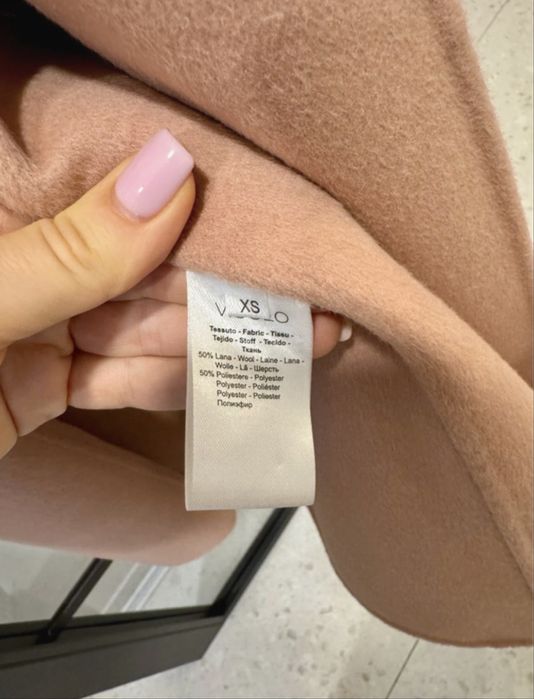 XS
Tessuto - Fabric - Tissu -
Tejido - Stoff - Tecido -
Ткань
50% Lana - Wool - Laine - Lana -
Wolle - Lã - Шерсть
50% Poliestere - Polyester
Polyester - Poliéster
Polyester - Poliester
Полиэфир